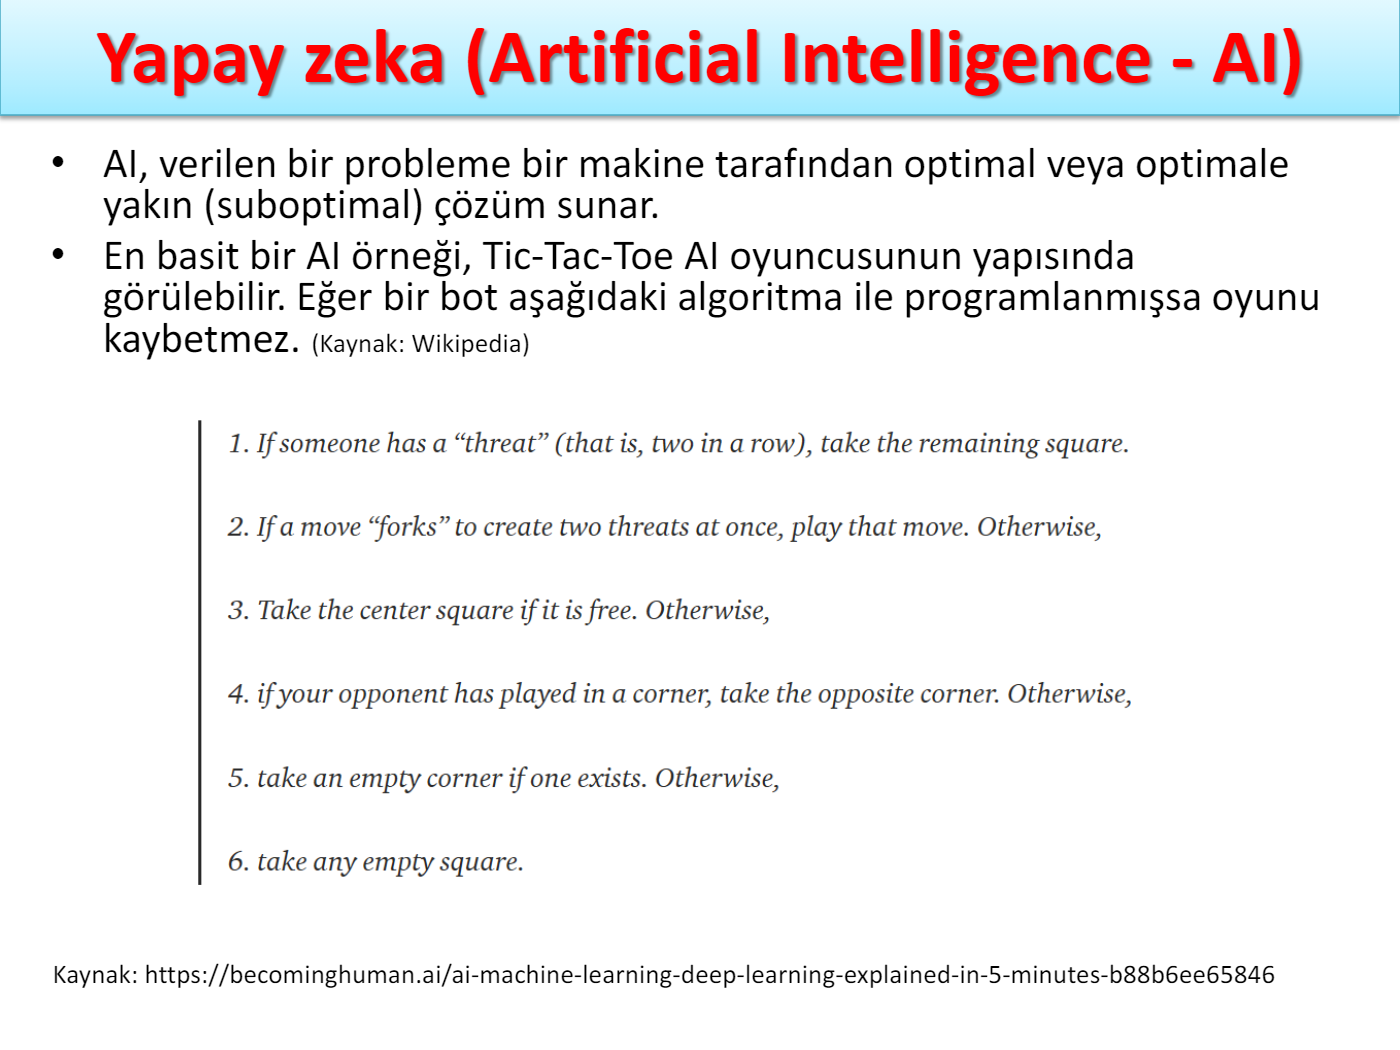 Yapay zeka (Artificial Intelligence - AI)
• AI, verilen bir probleme bir makine tarafından optimal veya optimale
yakın (suboptimal) çözüm sunar.
• En basit bir AI örneği, Tic-Tac-Toe AI oyuncusunun yapısında
görülebilir. Eğer bir bot aşağıdaki algoritma ile programlanmışsa oyunu
kaybetmez. (Kaynak: Wikipedia)
1. If someone has a “threat” (that is, two in a row), take the remaining square.
2. If a move “forks” to create two threats at once, play that move. Otherwise,
3. Take the center square if it is free. Otherwise,
4. if your opponent has played in a corner, take the opposite corner. Otherwise,
5. take an empty corner if one exists. Otherwise,
6. take any empty square.
Kaynak: https://becominghuman.ai/ai-machine-learning-deep-learning-explained-in-5-minutes-b88b6ee65846